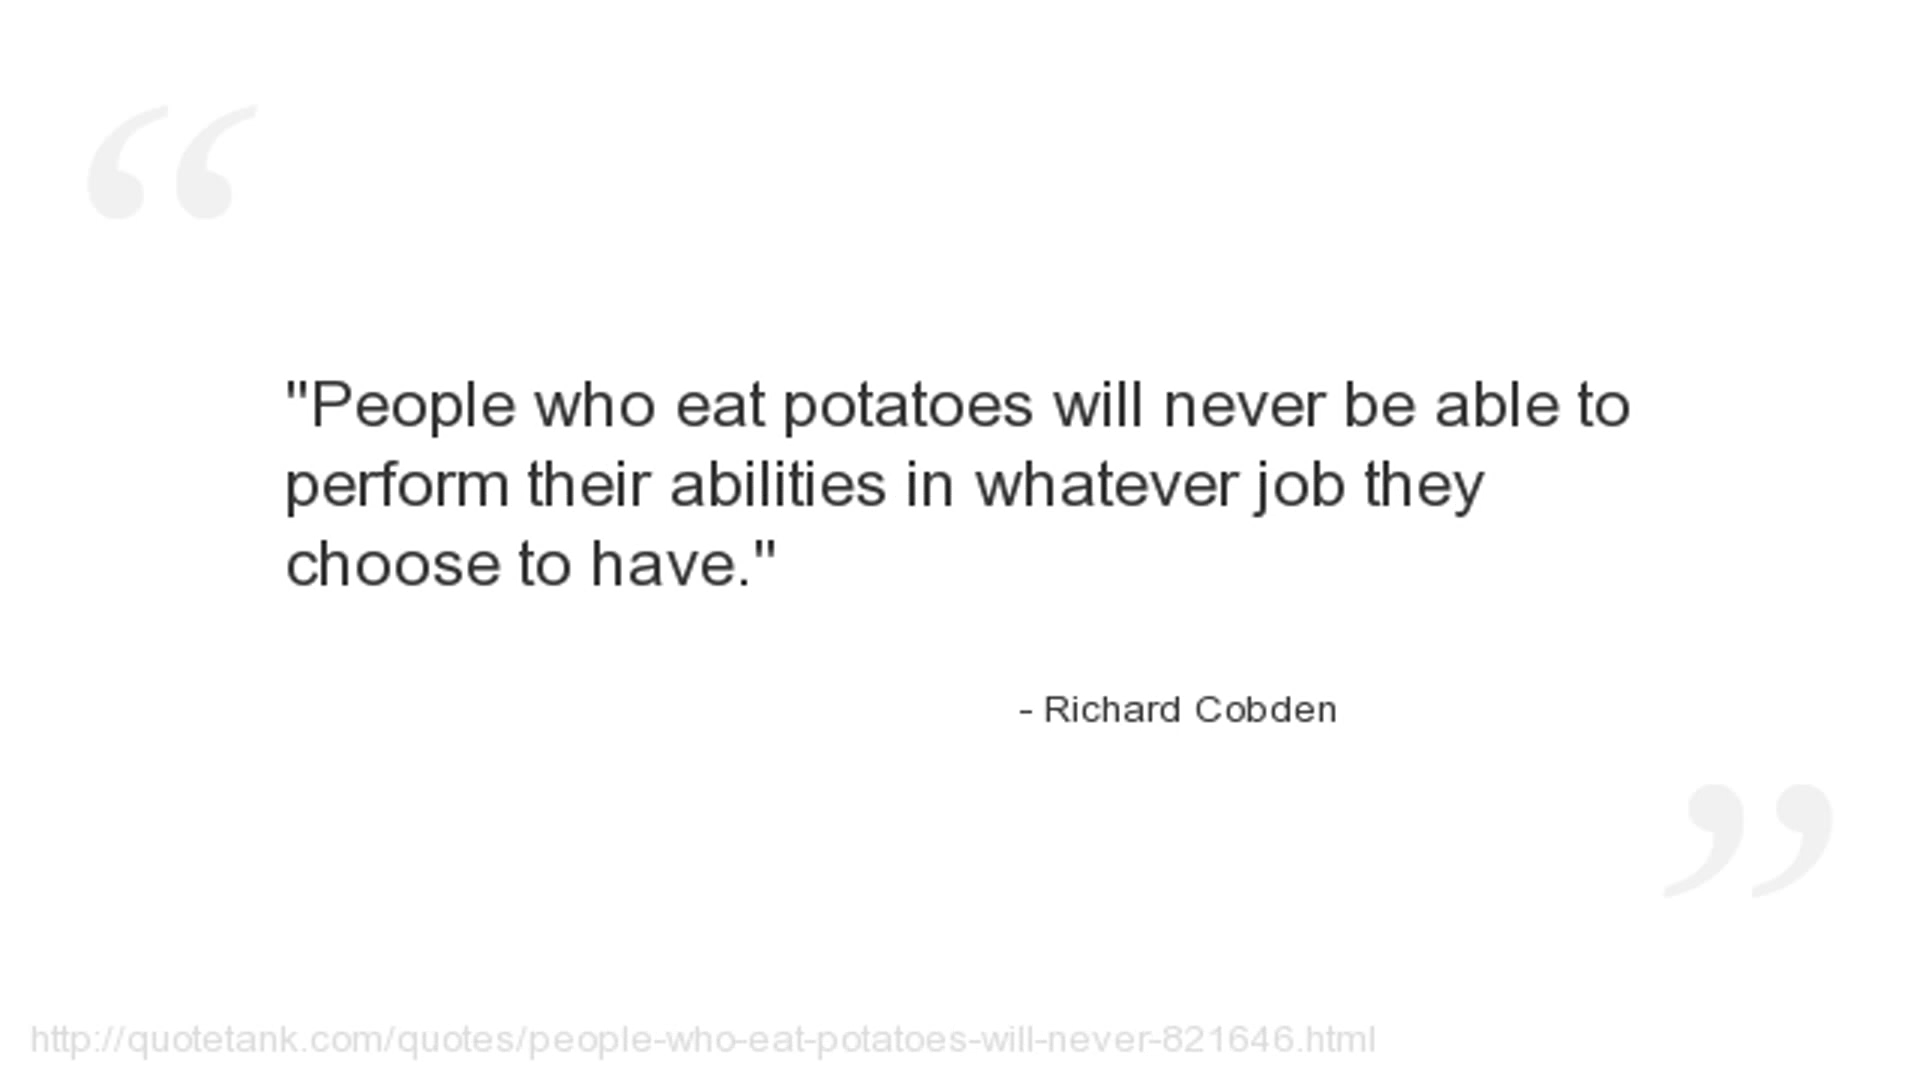 "People who eat potatoes will never be able to
perform their abilities in whatever job they
choose to have."
- Richard Cobden
http://quotetank.com/quotes/people-who-eat-potatoes-will-never-821646.html